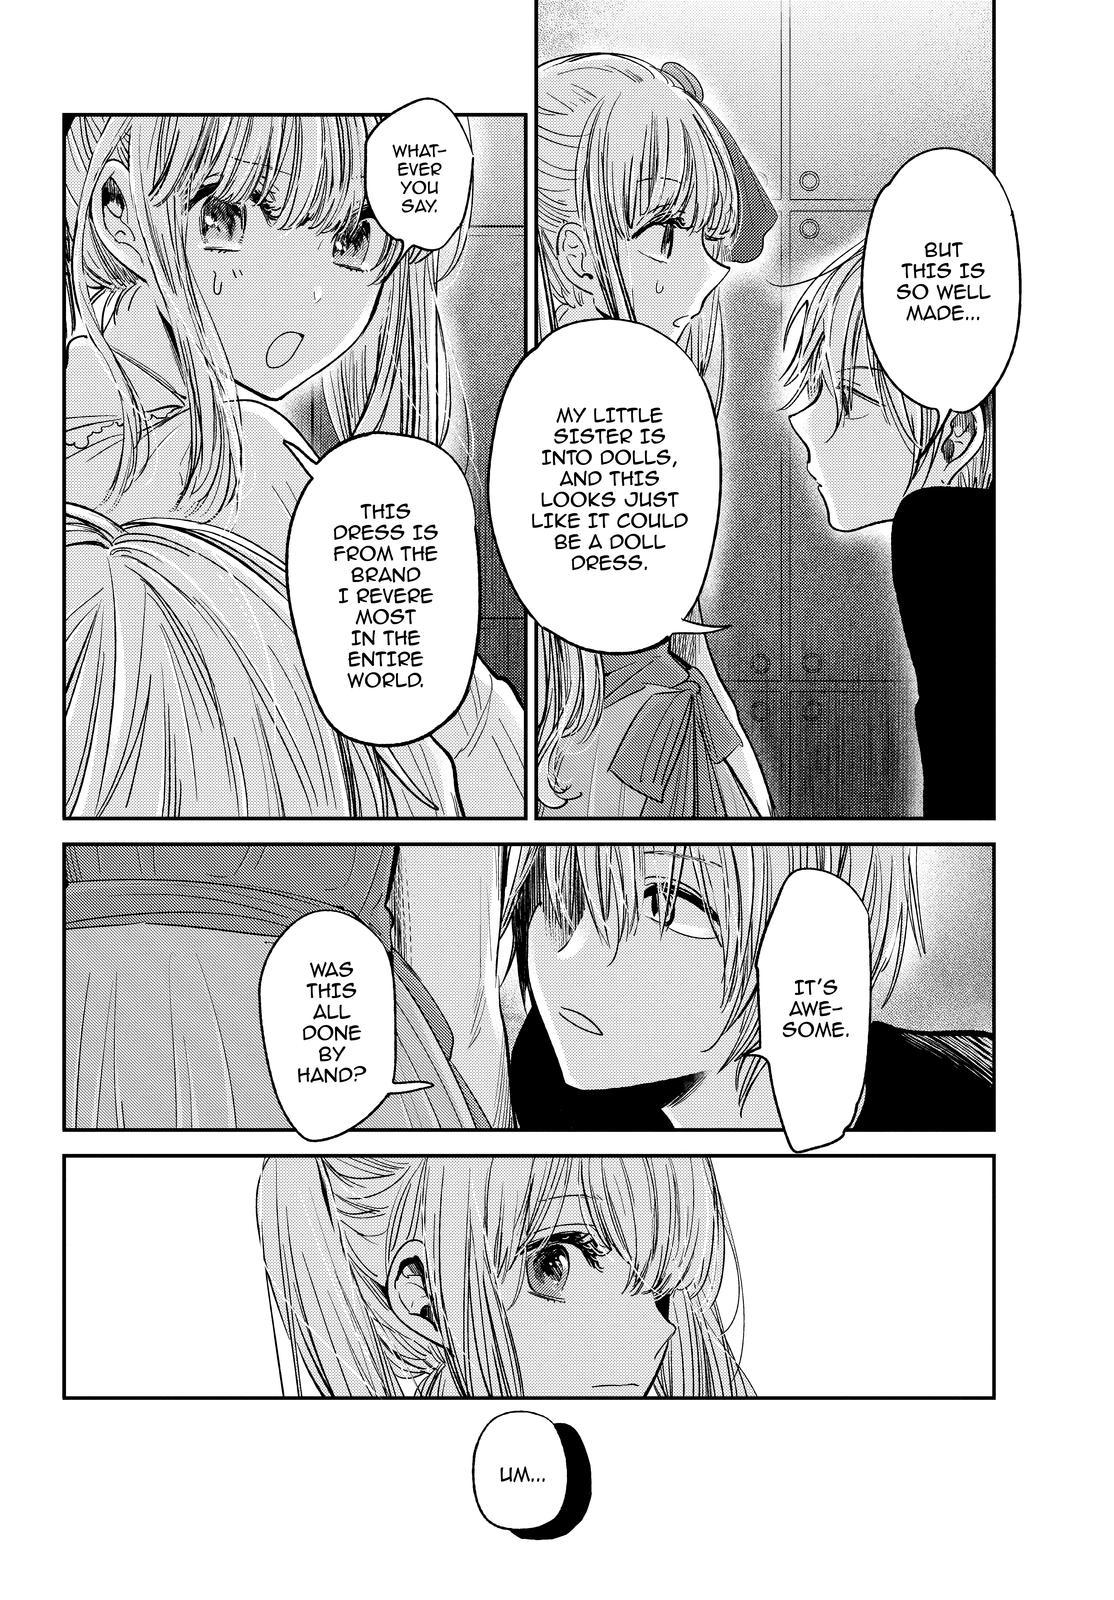 BUT
THIS IS
SO WELL
MADE...
MY LITTLE
SISTER IS
INTO DOLLS,
AND THIS
LOOKS JUST
LIKE IT COULD
BE A DOLL
DRESS.
WHAT-
EVER
YOU
SAY.
THIS
DRESS IS
FROM THE
BRAND
I REVERE
MOST
IN THE
ENTIRE
WORLD.
IT'S
AWE-
SOME.
WAS
THIS
ALL
DONE
BY
HAND?
UM...